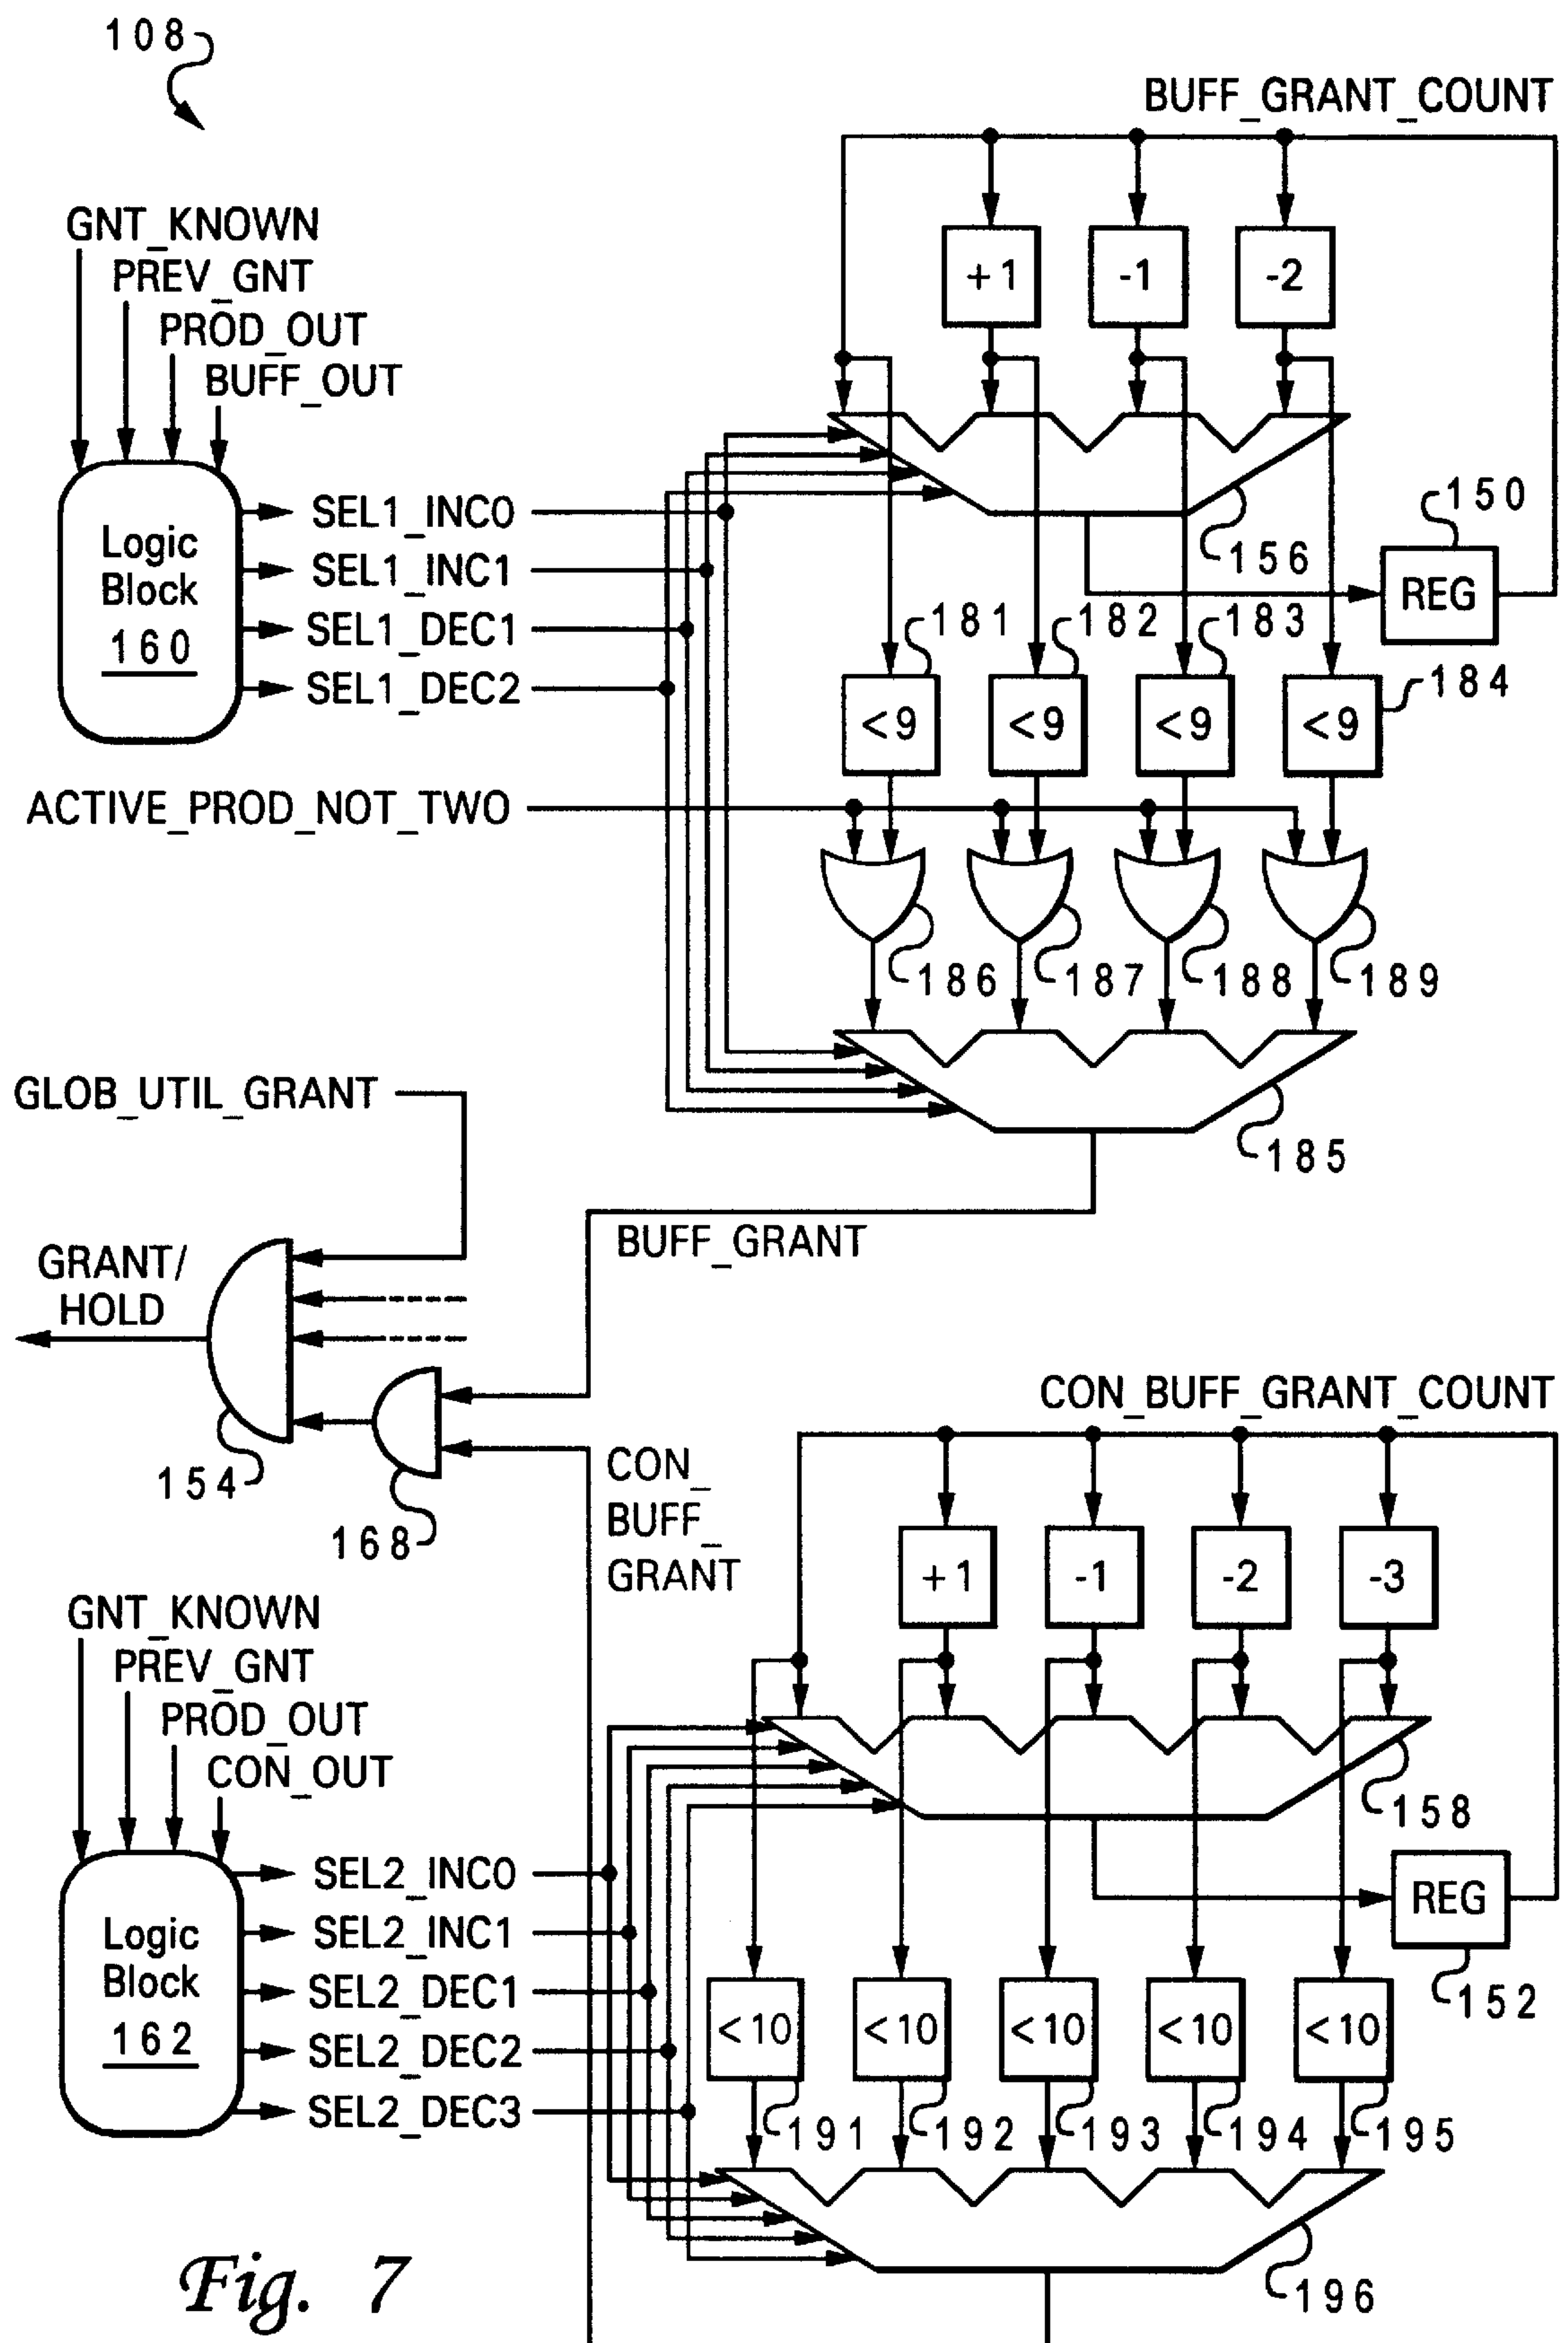 108
BUFF_GRANT_COUNT
GNT_KNOWN
PREV_GNT
PROD_OUT
BUFF_OUT
+1
-1
-2
Logic
Block
160
SEL1_INC0
SEL1_INC1
SEL1_DEC1
SEL1_DEC2
156
150
REG
181
182
183
184
<9
<9
<9
<9
ACTIVE_PROD_NOT_TWO
186
187
188
189
185
GLOB_UTIL_GRANT
BUFF_GRANT
GRANT/
HOLD
154
168
CON_
BUFF_
GRANT
CON_BUFF_GRANT_COUNT
+1
-1
-2
-3
GNT_KNOWN
PREV_GNT
PROD_OUT
CON_OUT
Logic
Block
162
SEL2_INC0
SEL2_INC1
SEL2_DEC1
SEL2_DEC2
SEL2_DEC3
158
REG
152
<10
<10
<10
<10
<10
191
192
193
194
195
196
Fig. 7